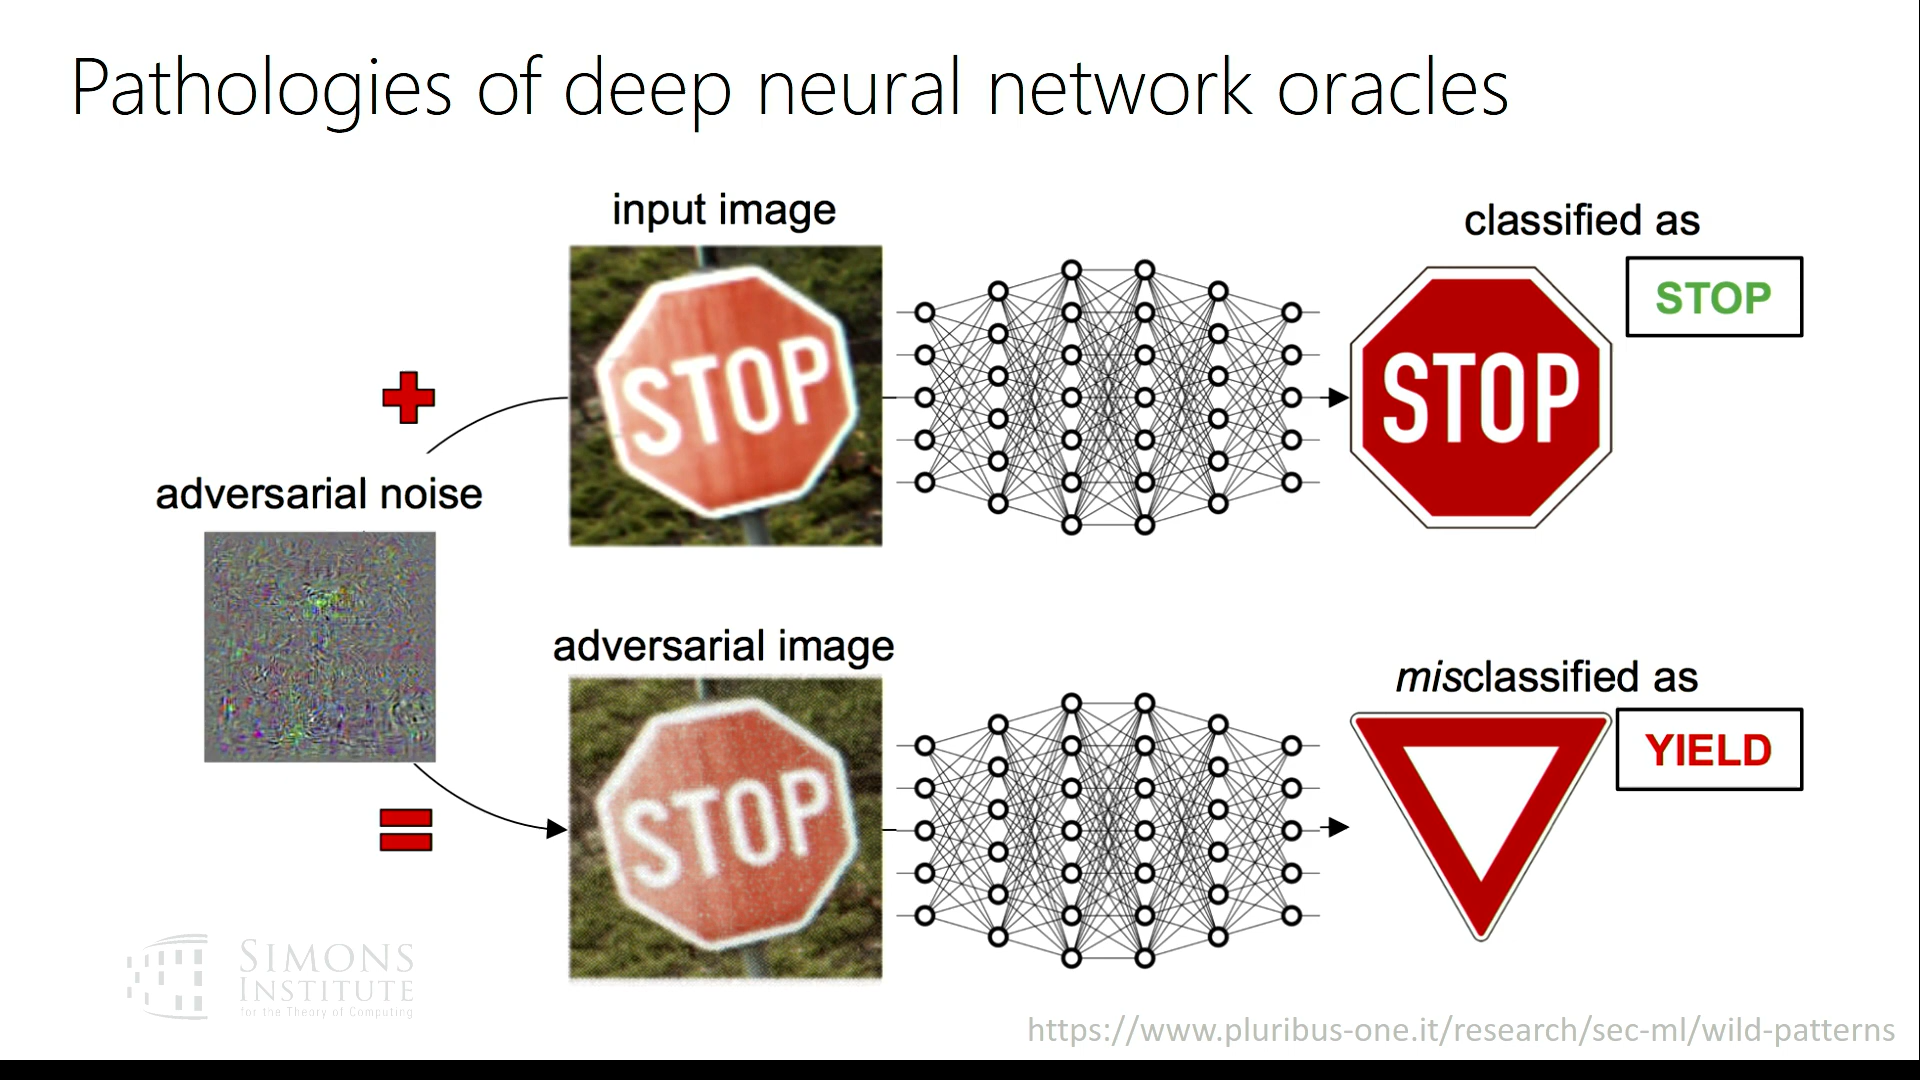 Pathologies of deep neural network oracles
input image
classified as
STOP
STOP
STOP
adversarial noise
adversarial image
misclassified as
YIELD
STOP
SIMONS
INSTITUTE
for the Theory of Computing
https://www.pluribus-one.it/research/sec-ml/wild-patterns